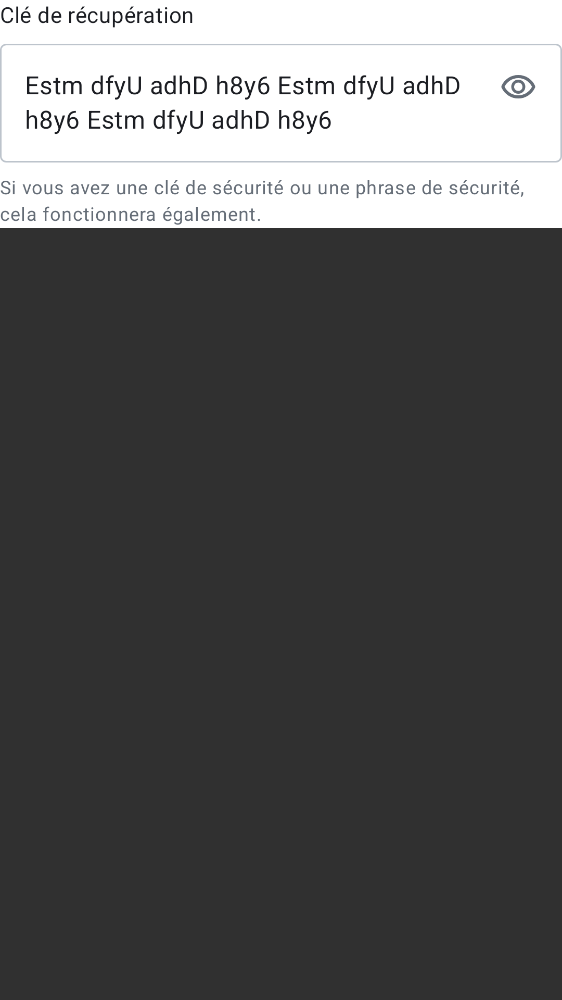 Clé de récupération
Estm dfyU adhD h8y6 Estm dfyU adhD
h8y6 Estm dfyU adhD h8y6
Si vous avez une clé de sécurité ou une phrase de sécurité,
cela fonctionnera également.